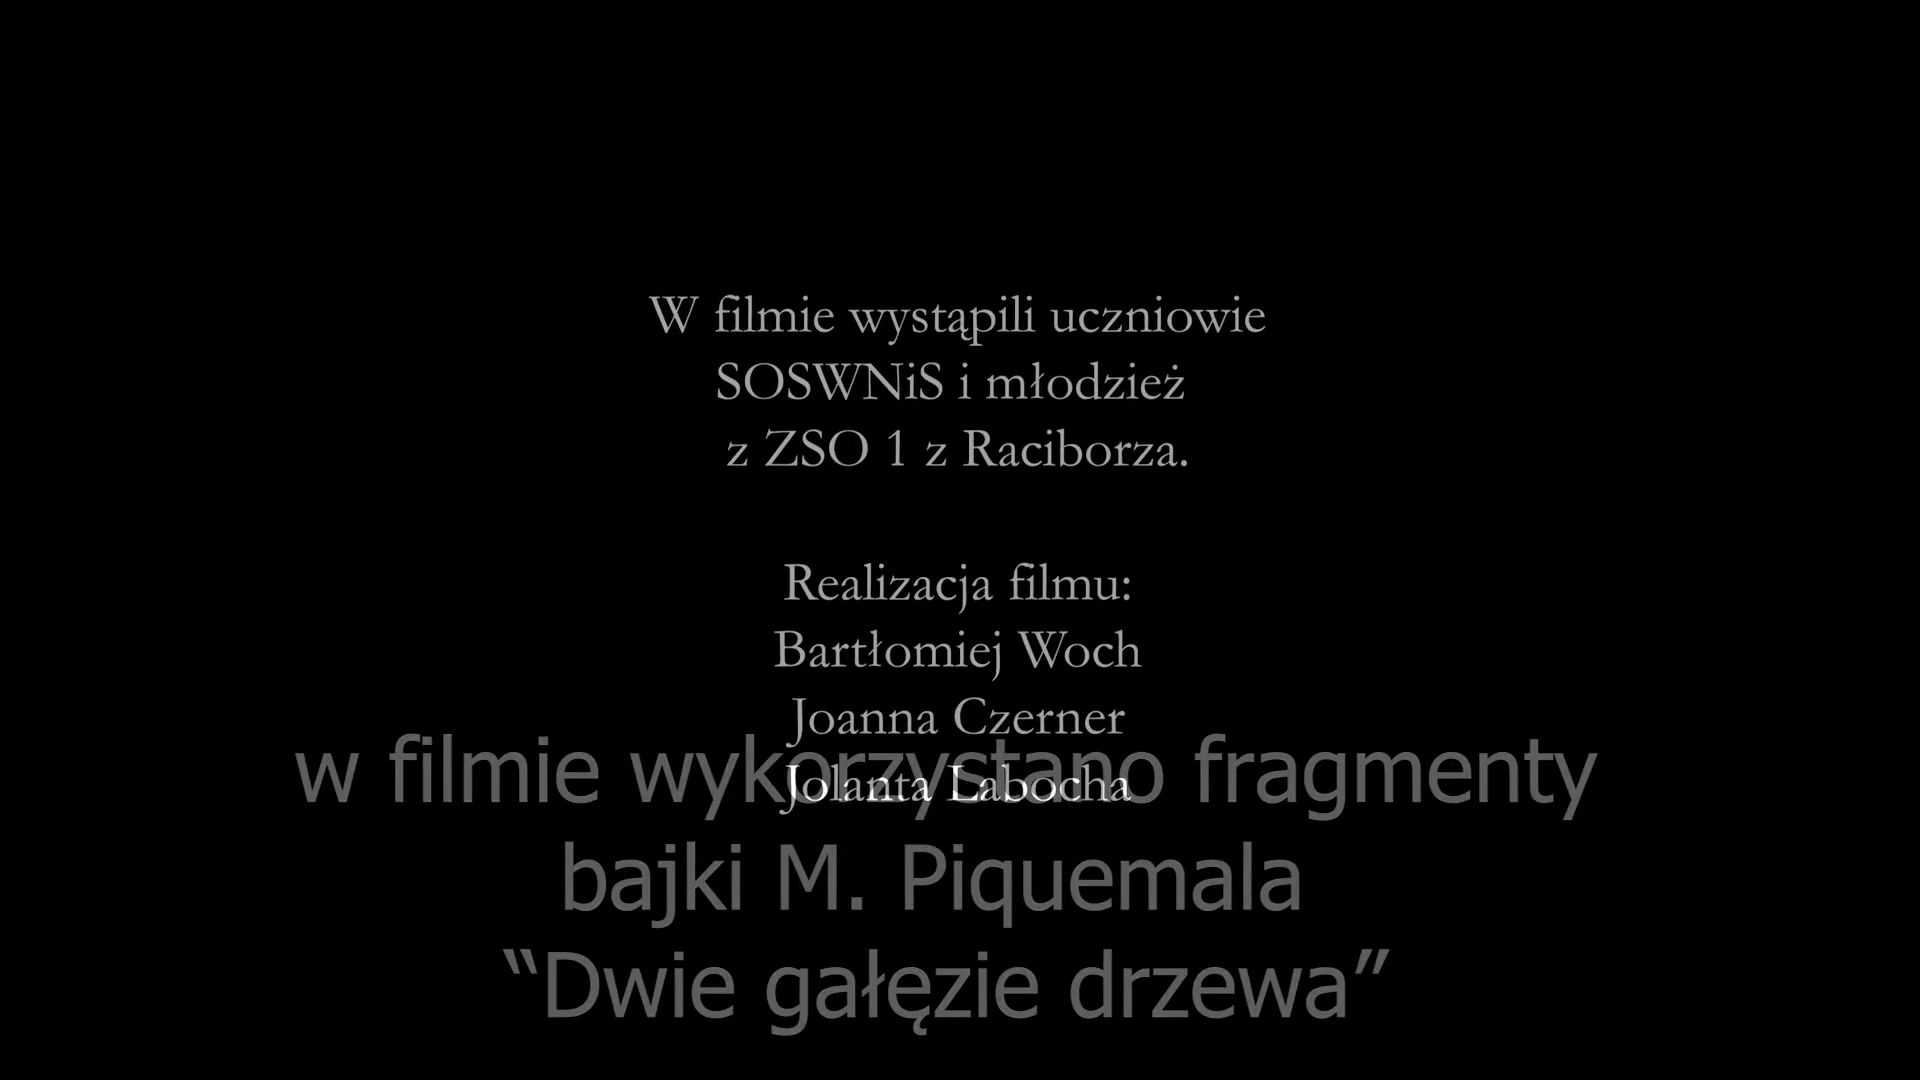 W filmie wystąpili uczniowie
SOSWNiS i młodzież
z ZSO 1 z Raciborza.
Realizacja filmu:
Bartłomiej Woch
Joanna Czerner
Jolanta Łabocha
w filmie wykorzystano fragmenty
bajki M. Piquemala
“Dwie gałęzie drzewa”